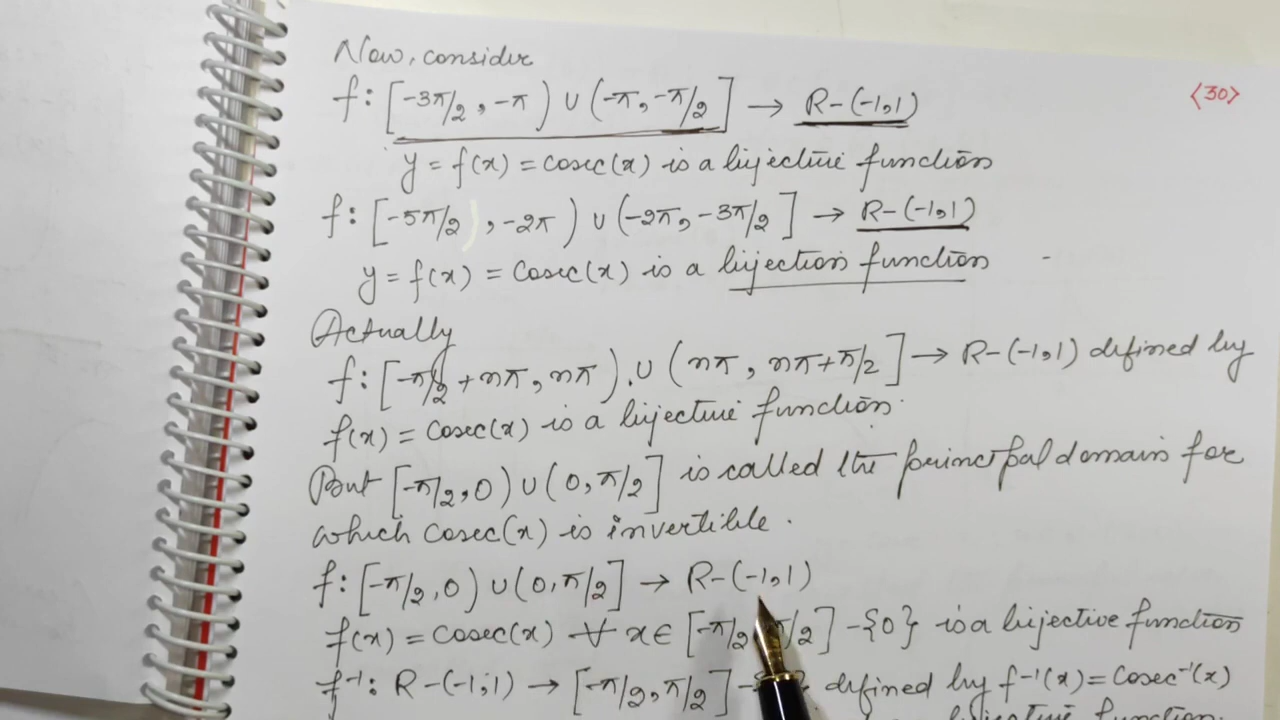 Now, consider
<30>
f: [-3π/2, -π) ∪ (-π, -π/2] → R-(-1,1)
y = f(x) = cosec(x) is a bijective function
f: [-5π/2, -2π) ∪ (-2π, -3π/2] → R-(-1,1)
y = f(x) = cosec(x) is a bijection function
Actually
f: [-π/2 + nπ, nπ) ∪ (nπ, nπ+π/2] → R-(-1,1) defined by
f(x) = cosec(x) is a bijective function.
But [-π/2, 0) ∪ (0, π/2] is called the principal domain for
which cosec(x) is invertible.
f: [-π/2, 0) ∪ (0, π/2] → R-(-1,1)
f(x) = cosec(x) ∀ x ∈ [-π/2, π/2] - {0} is a bijective function
f⁻¹: R-(-1,1) → [-π/2, π/2] - defined by f⁻¹(x) = cosec⁻¹(x)
bijective function